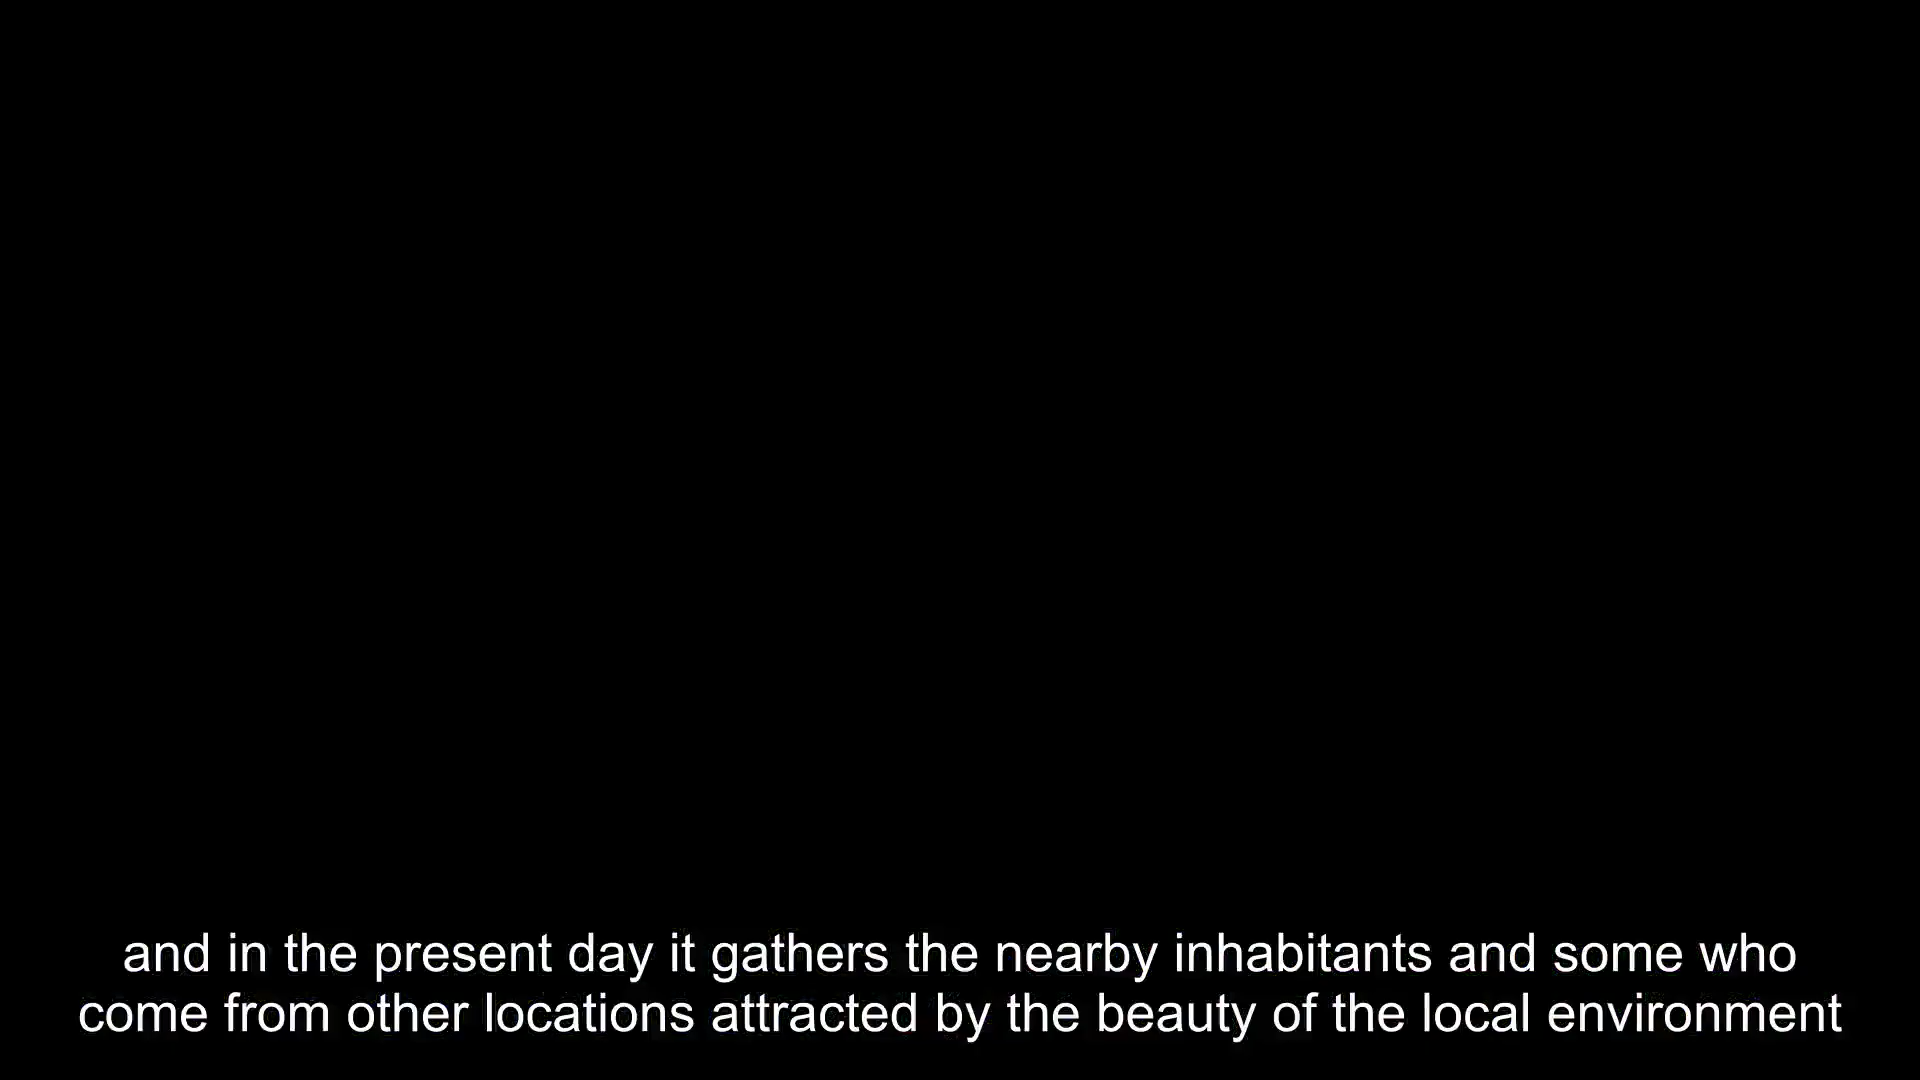 and in the present day it gathers the nearby inhabitants and some who
come from other locations attracted by the beauty of the local environment